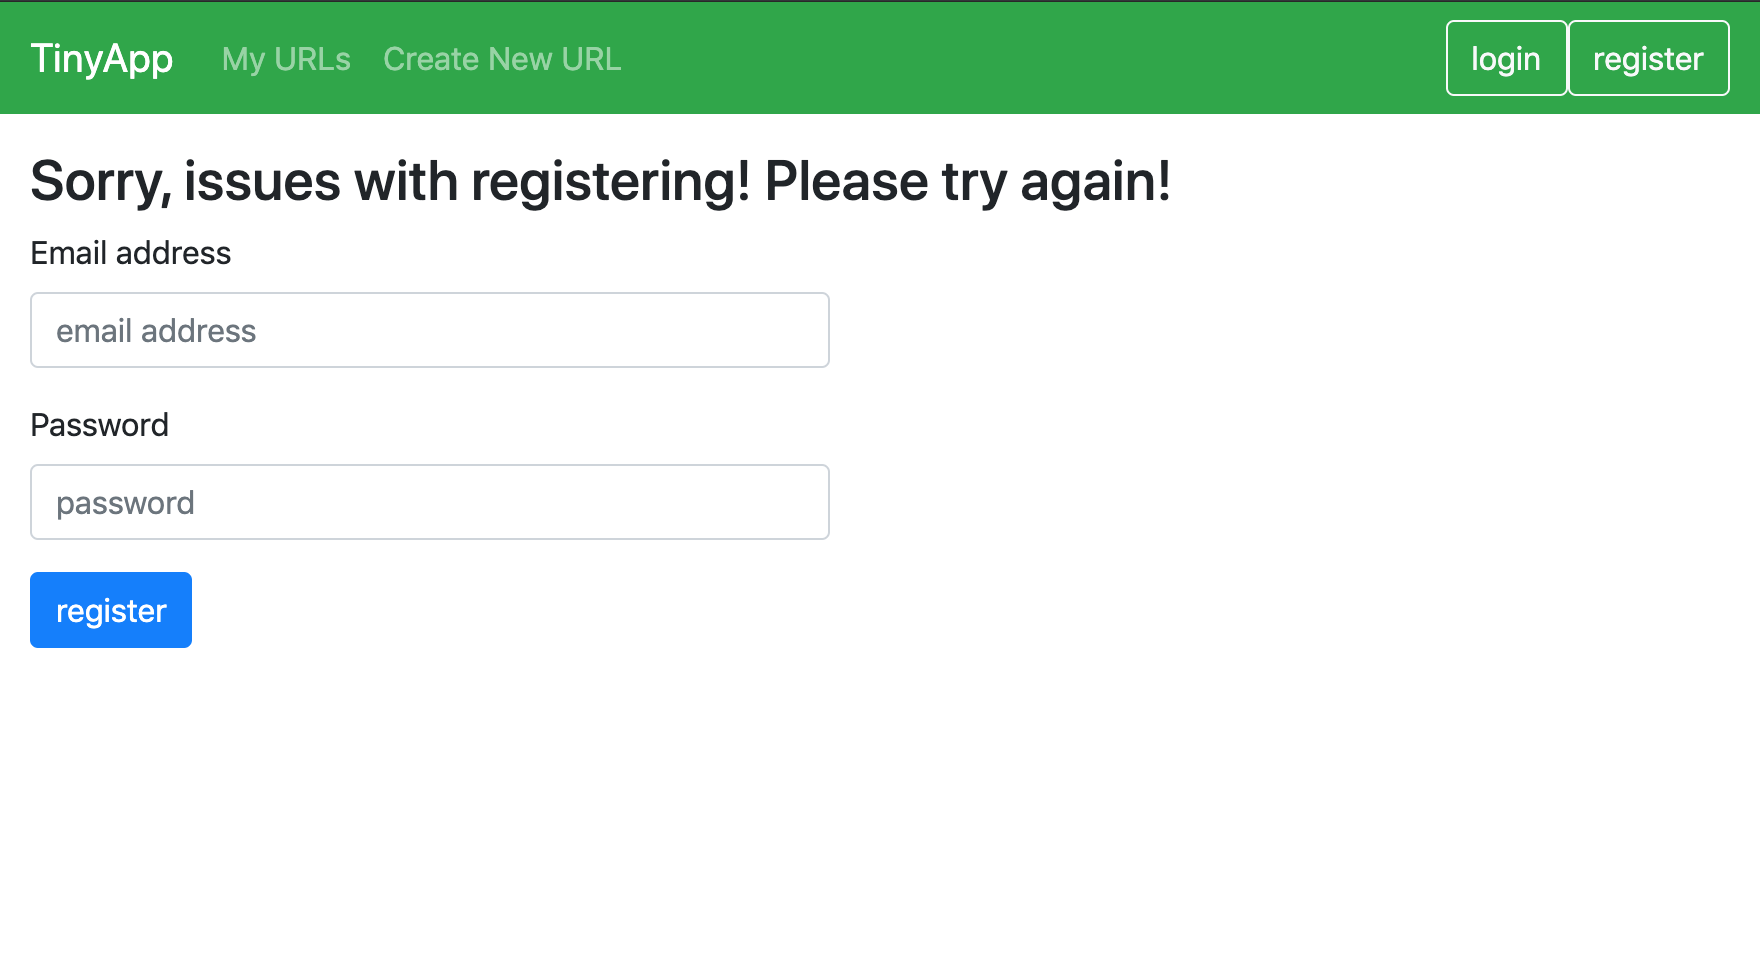 TinyApp My URLs Create New URL login register
Sorry, issues with registering! Please try again!
Email address
email address
Password
password
register